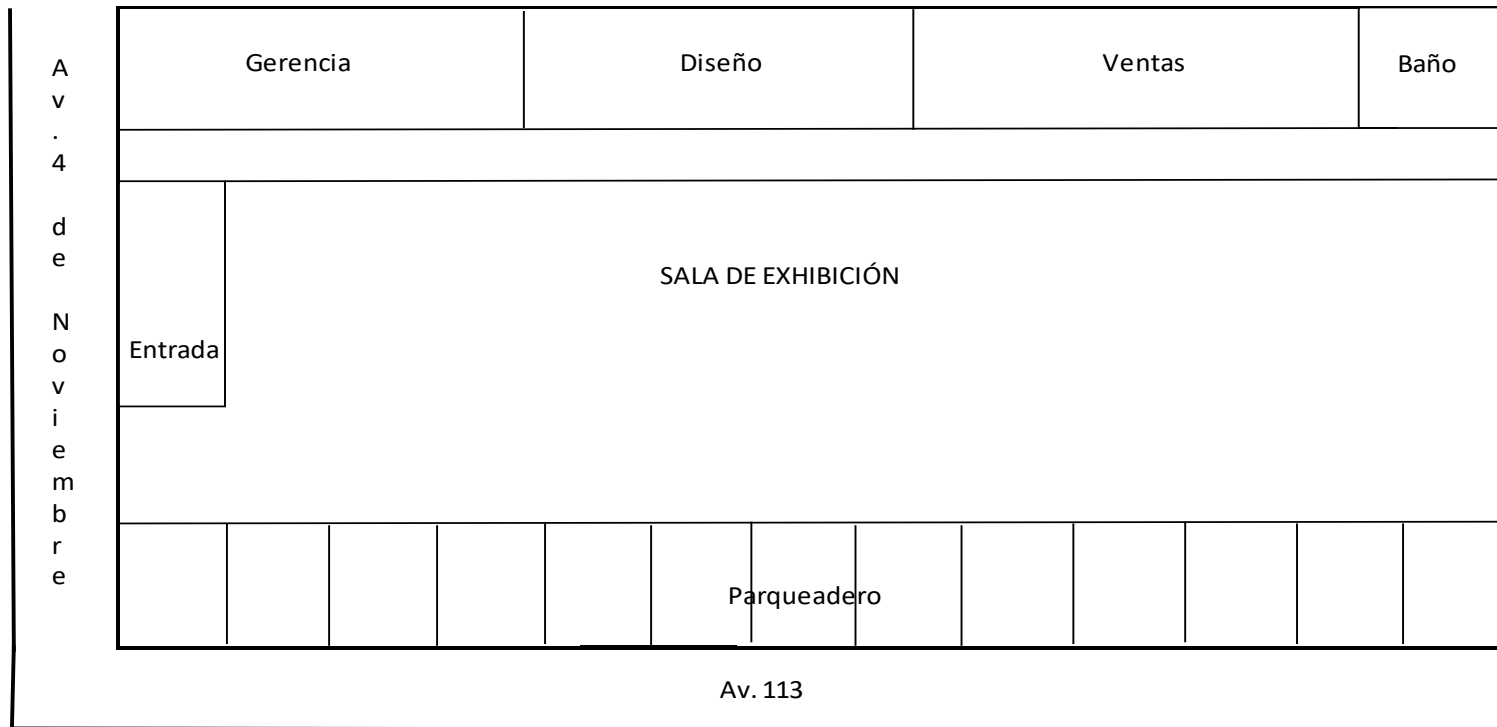 Av.4 de Noviembre
Gerencia
Diseño
Ventas
Baño
SALA DE EXHIBICIÓN
Entrada
Parqueadero
Av. 113